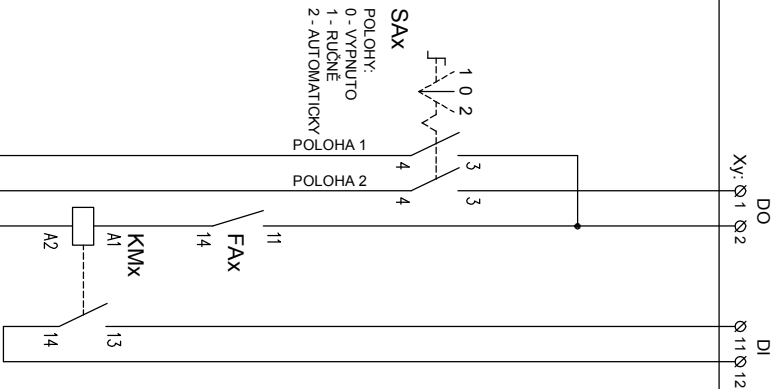 SAx
POLOHY:
0 - VYPNUTO
1 - RUČNĚ
2 - AUTOMATICKY
1 0 2
POLOHA 1
4
3
POLOHA 2
4
3
Xy:
DO
1
2
FAx
14
11
KMx
A2
A1
14
13
DI
11
12